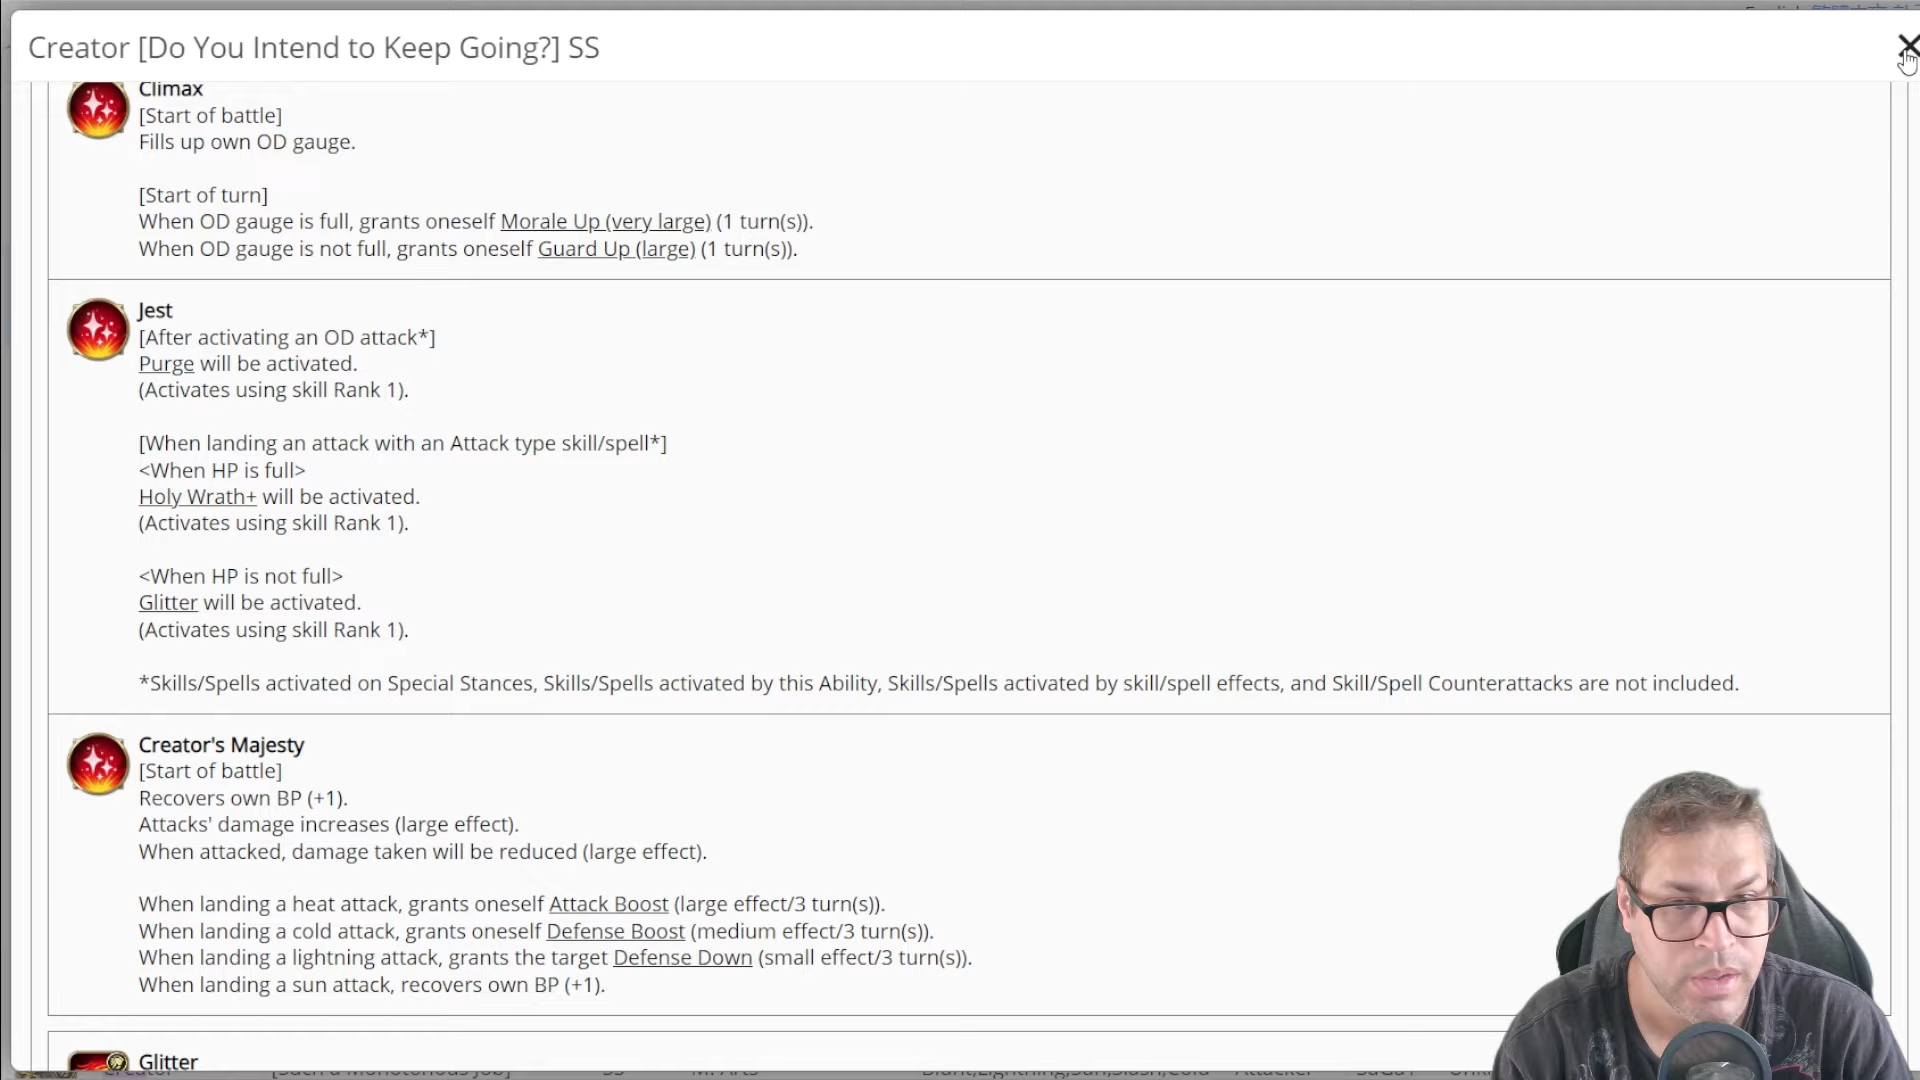 Creator [Do You Intend to Keep Going?] SS
Climax
[Start of battle]
Fills up own OD gauge.
[Start of turn]
When OD gauge is full, grants oneself Morale Up (very large) (1 turn(s)).
When OD gauge is not full, grants oneself Guard Up (large) (1 turn(s)).
Jest
[After activating an OD attack*]
Purge will be activated.
(Activates using skill Rank 1).
[When landing an attack with an Attack type skill/spell*]
<When HP is full>
Holy Wrath+ will be activated.
(Activates using skill Rank 1).
<When HP is not full>
Glitter will be activated.
(Activates using skill Rank 1).
*Skills/Spells activated on Special Stances, Skills/Spells activated by this Ability, Skills/Spells activated by skill/spell effects, and Skill/Spell Counterattacks are not included.
Creator's Majesty
[Start of battle]
Recovers own BP (+1).
Attacks' damage increases (large effect).
When attacked, damage taken will be reduced (large effect).
When landing a heat attack, grants oneself Attack Boost (large effect/3 turn(s)).
When landing a cold attack, grants oneself Defense Boost (medium effect/3 turn(s)).
When landing a lightning attack, grants the target Defense Down (small effect/3 turn(s)).
When landing a sun attack, recovers own BP (+1).
Glitter